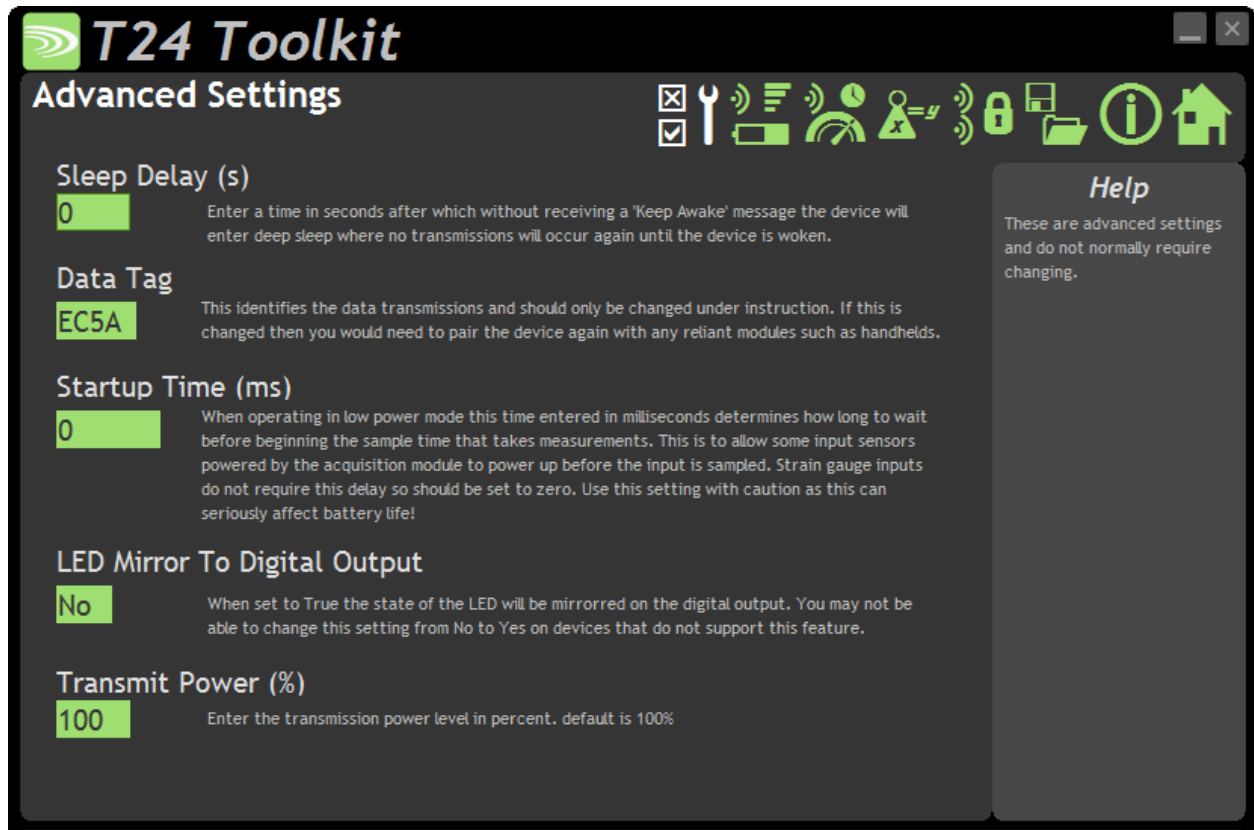 T24 Toolkit
Advanced Settings
x=y
Sleep Delay (s)
0
Enter a time in seconds after which without receiving a 'Keep Awake' message the device will
enter deep sleep where no transmissions will occur again until the device is woken.
Data Tag
EC5A
This identifies the data transmissions and should only be changed under instruction. If this is
changed then you would need to pair the device again with any reliant modules such as handhelds.
Startup Time (ms)
0
When operating in low power mode this time entered in milliseconds determines how long to wait
before beginning the sample time that takes measurements. This is to allow some input sensors
powered by the acquisition module to power up before the input is sampled. Strain gauge inputs
do not require this delay so should be set to zero. Use this setting with caution as this can
seriously affect battery life!
LED Mirror To Digital Output
No
When set to True the state of the LED will be mirrorred on the digital output. You may not be
able to change this setting from No to Yes on devices that do not support this feature.
Transmit Power (%)
100
Enter the transmission power level in percent. default is 100%
Help
These are advanced settings
and do not normally require
changing.